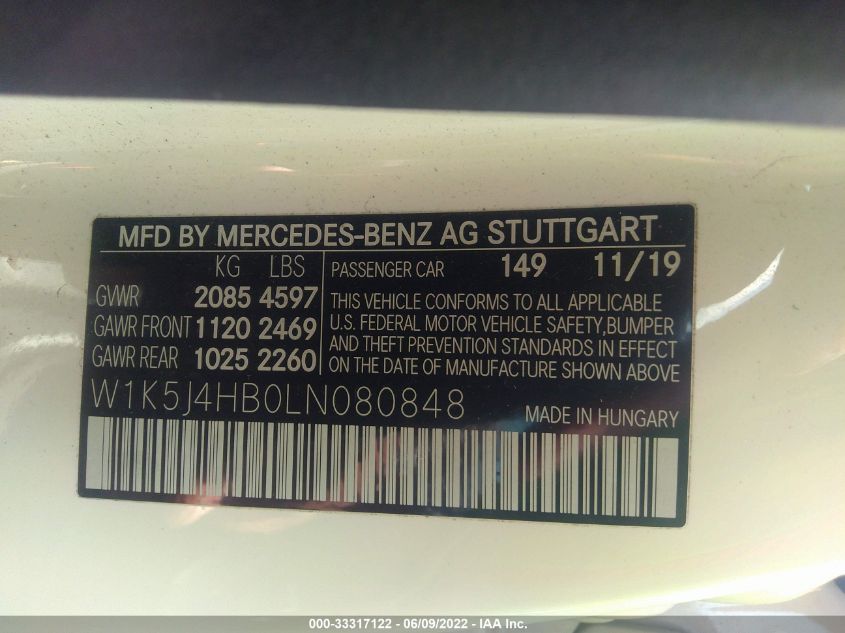 MFD BY MERCEDES-BENZ AG STUTTGART
KG LBS
GVWR 2085 4597
GAWR FRONT 1120 2469
GAWR REAR 1025 2260
PASSENGER CAR 149 11/19
THIS VEHICLE CONFORMS TO ALL APPLICABLE
U.S. FEDERAL MOTOR VEHICLE SAFETY,BUMPER
AND THEFT PREVENTION STANDARDS IN EFFECT
ON THE DATE OF MANUFACTURE SHOWN ABOVE
W1K5J4HB0LN080848
MADE IN HUNGARY
000-33317122 - 06/09/2022 - IAA Inc.